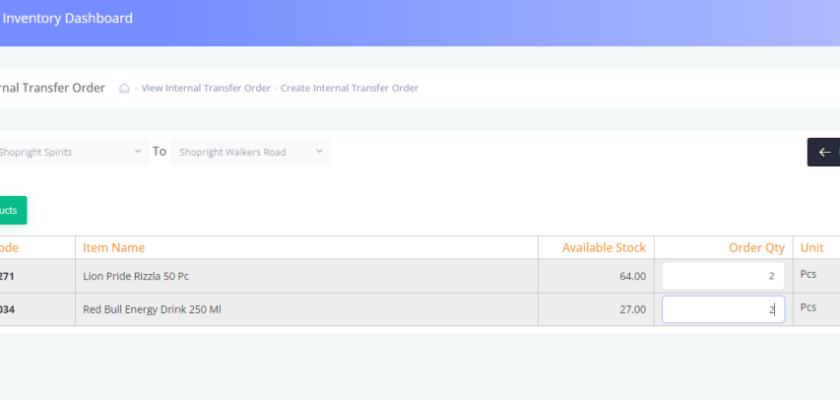 Inventory Dashboard
rnal Transfer Order - View Internal Transfer Order - Create Internal Transfer Order
Shopright Spirits To Shopright Walkers Road
ucts
ode Item Name Available Stock Order Qty Unit
271 Lion Pride Rizzla 50 Pc 64.00 2 Pcs
034 Red Bull Energy Drink 250 Ml 27.00 2 Pcs